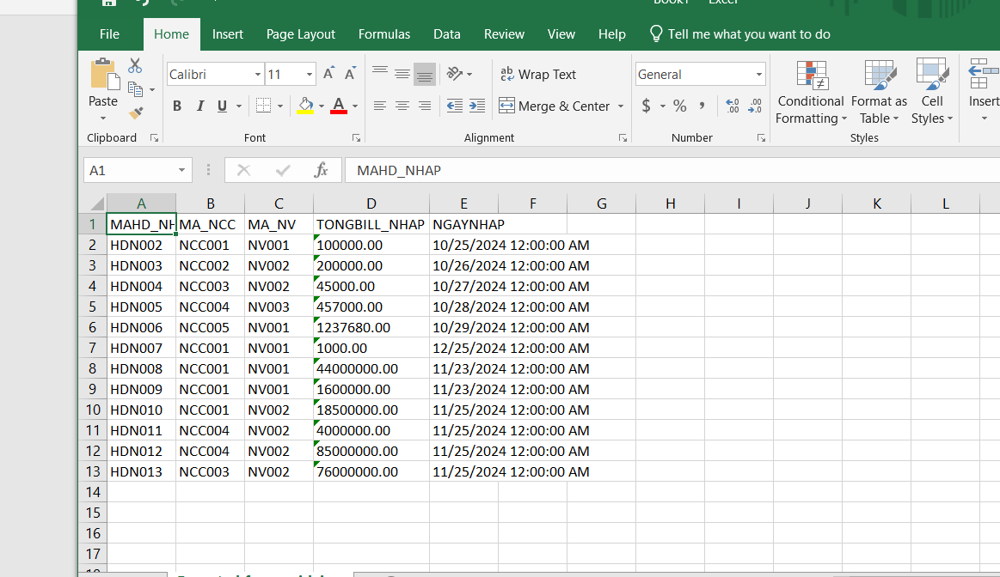 File Home Insert Page Layout Formulas Data Review View Help Tell me what you want to do
Calibri 11 ab Wrap Text General
Paste B I U A Merge & Center $ % , Conditional Formatting Format as Table Cell Styles Insert
Clipboard Font Alignment Number Styles
A1 fx MAHD_NHAP
A B C D E F G H I J K L
1 MAHD_NH MA_NCC MA_NV TONGBILL_NHAP NGAYNHAP
2 HDN002 NCC001 NV001 100000.00 10/25/2024 12:00:00 AM
3 HDN003 NCC002 NV002 200000.00 10/26/2024 12:00:00 AM
4 HDN004 NCC003 NV002 45000.00 10/27/2024 12:00:00 AM
5 HDN005 NCC004 NV003 457000.00 10/28/2024 12:00:00 AM
6 HDN006 NCC005 NV001 1237680.00 10/29/2024 12:00:00 AM
7 HDN007 NCC001 NV001 1000.00 12/25/2024 12:00:00 AM
8 HDN008 NCC001 NV001 44000000.00 11/23/2024 12:00:00 AM
9 HDN009 NCC001 NV001 1600000.00 11/23/2024 12:00:00 AM
10 HDN010 NCC001 NV002 18500000.00 11/25/2024 12:00:00 AM
11 HDN011 NCC004 NV002 4000000.00 11/25/2024 12:00:00 AM
12 HDN012 NCC004 NV002 85000000.00 11/25/2024 12:00:00 AM
13 HDN013 NCC003 NV002 76000000.00 11/25/2024 12:00:00 AM
14
15
16
17